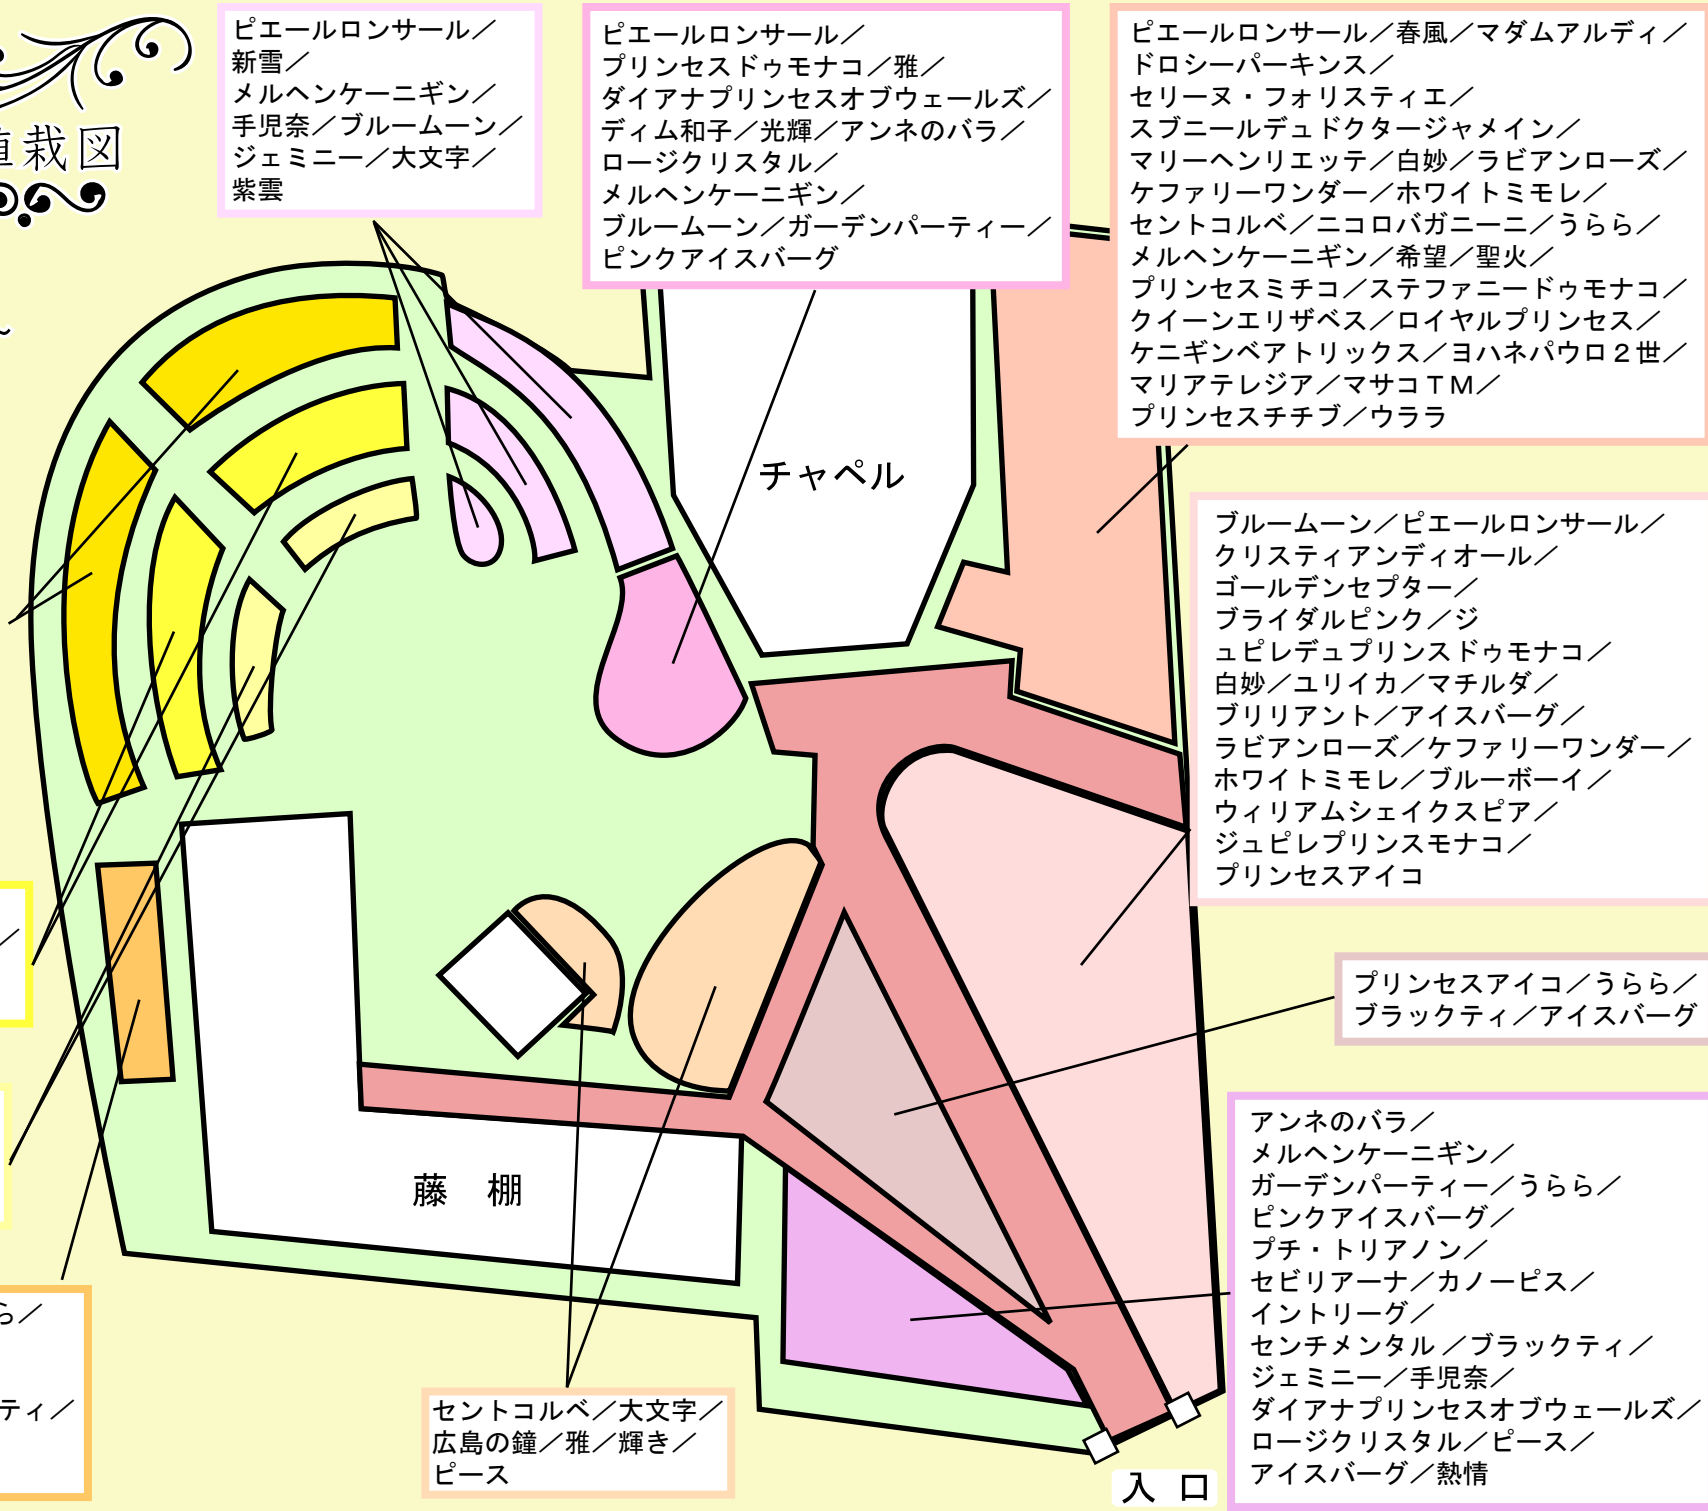 植栽図
ピエールロンサール／
新雪／
メルヘンケーニギン／
手児奈／ブルームーン／
ジェミニー／大文字／
紫雲
ピエールロンサール／
プリンセスドゥモナコ／雅／
ダイアナプリンセスオブウェールズ／
ディム和子／光輝／アンネのバラ／
ロージクリスタル／
メルヘンケーニギン／
ブルームーン／ガーデンパーティー／
ピンクアイスバーグ
ピエールロンサール／春風／マダムアルディ／
ドロシーパーキンス／
セリーヌ・フォリスティエ／
スブニールデュドクタージャメイン／
マリーヘンリエッテ／白妙／ラビアンローズ／
ケファリーワンダー／ホワイトミモレ／
セントコルベ／ニコロパガニーニ／うらら／
メルヘンケーニギン／希望／聖火／
プリンセスミチコ／ステファニードゥモナコ／
クイーンエリザベス／ロイヤルプリンセス／
ケニギンベアトリックス／ヨハネパウロ２世／
マリアテレジア／マサコＴＭ／
プリンセスチチブ／ウララ
チャペル
ブルームーン／ピエールロンサール／
クリスティアンディオール／
ゴールデンセプター／
ブライダルピンク／ジ
ュピレデュプリンスドゥモナコ／
白妙／ユリイカ／マチルダ／
ブリリアント／アイスバーグ／
ラビアンローズ／ケファリーワンダー／
ホワイトミモレ／ブルーボーイ／
ウィリアムシェイクスピア／
ジュピレプリンスモナコ／
プリンセスアイコ
プリンセスアイコ／うらら／
ブラックティ／アイスバーグ
アンネのバラ／
メルヘンケーニギン／
ガーデンパーティー／うらら／
ピンクアイスバーグ／
プチ・トリアノン／
セビリアーナ／カノーピス／
イントリーグ／
センチメンタル／ブラックティ／
ジェミニー／手児奈／
ダイアナプリンセスオブウェールズ／
ロージクリスタル／ピース／
アイスバーグ／熱情
藤　棚
ら／
ティ／
セントコルベ／大文字／
広島の鐘／雅／輝き／
ピース
入　口